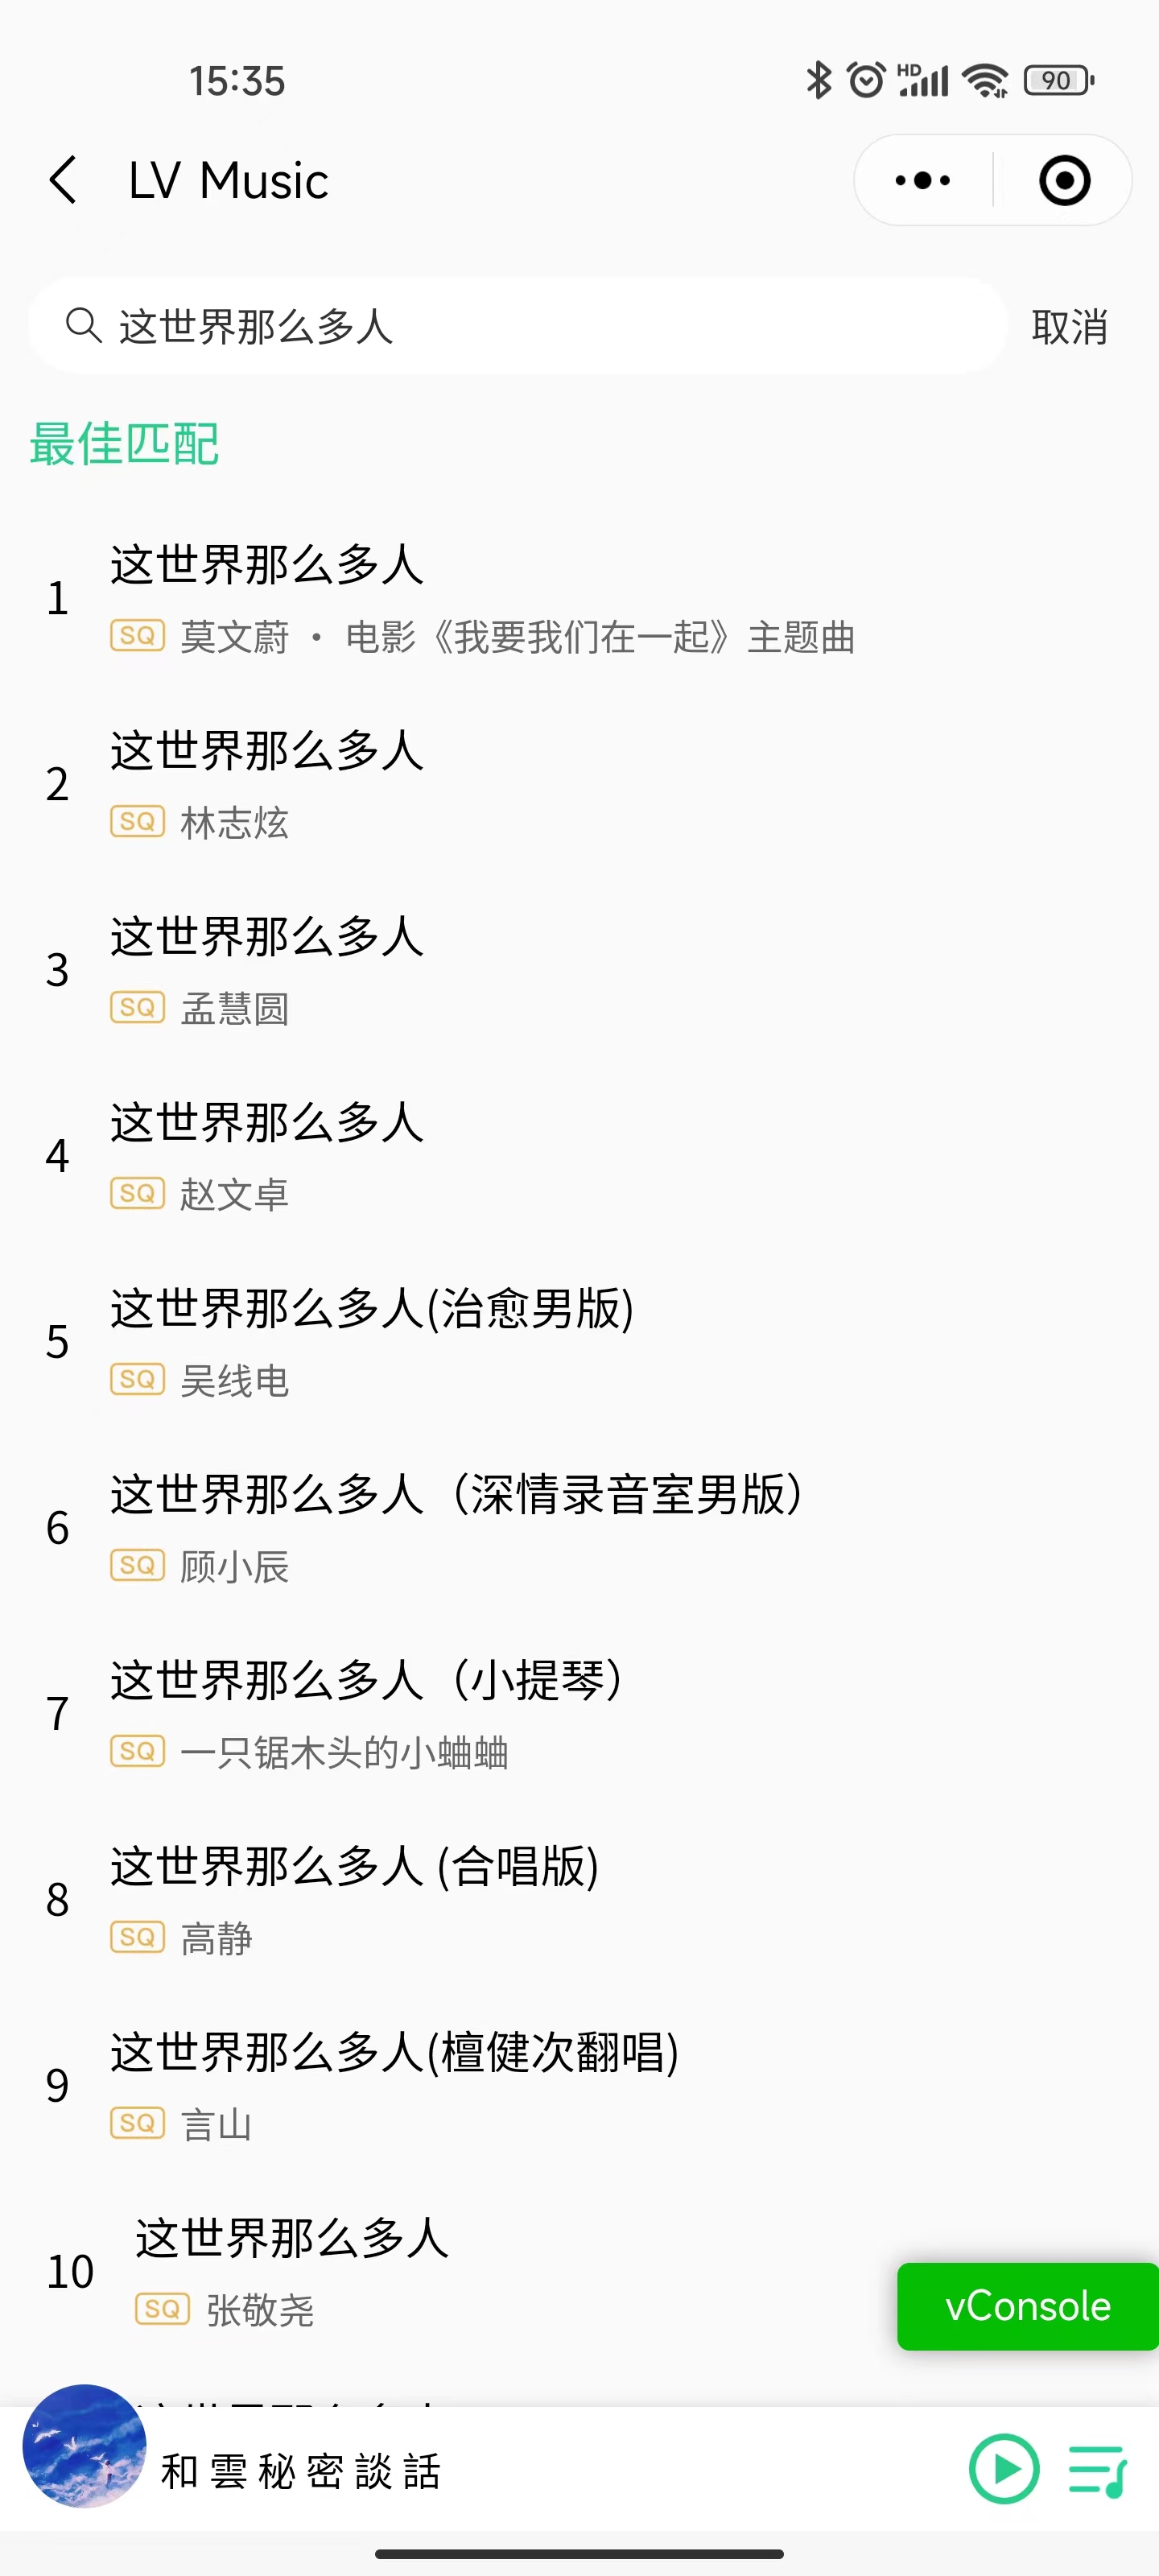 15:35
HD
90
LV Music
这世界那么多人
取消
最佳匹配
1
这世界那么多人
SQ 莫文蔚 · 电影《我要我们在一起》主题曲
2
这世界那么多人
SQ 林志炫
3
这世界那么多人
SQ 孟慧圆
4
这世界那么多人
SQ 赵文卓
5
这世界那么多人(治愈男版)
SQ 吴线电
6
这世界那么多人（深情录音室男版）
SQ 顾小辰
7
这世界那么多人（小提琴）
SQ 一只锯木头的小蛐蛐
8
这世界那么多人 (合唱版)
SQ 高静
9
这世界那么多人(檀健次翻唱)
SQ 言山
10
这世界那么多人
SQ 张敬尧
vConsole
和 雲 秘 密 談 話